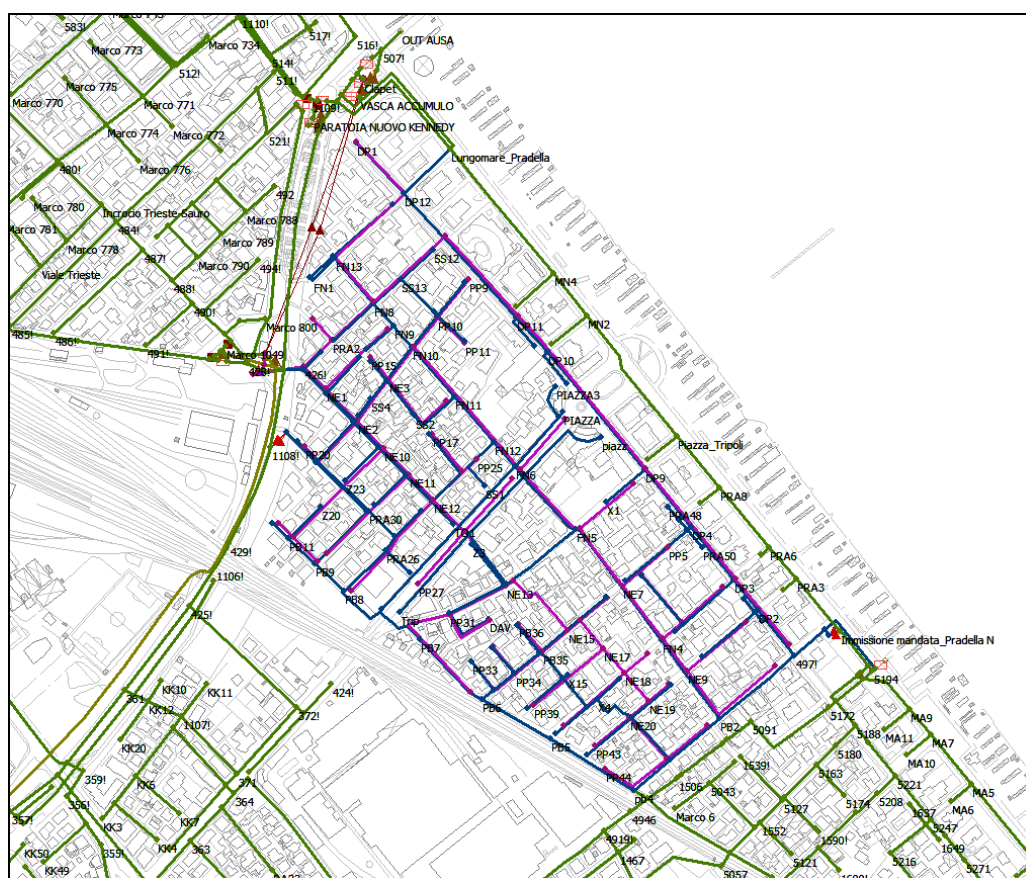 583!
Marco 773
Marco 734
1110!
517!
516!
OUT AUSA
507!
514!
511!
512!
Marco 775
Marco 770
Marco 771
Clapet
VASCA ACCUMULO
1109!
PARATOIA NUOVO KENNEDY
Marco 774
Marco 772
521!
DP1
Lungomare_Pradella
480!
Marco 776
492
DP12
Marco 780
Incrocio Trieste-Sauro
Marco 788
Marco 781
484!
Marco 778
Marco 789
487!
Marco 790
494!
Viale Trieste
488!
490!
FN13
FN1
SS12
SS13
PP9
MN4
MN2
485!
486!
491!
Marco 800
Marco 1049
FN8
FN9
PP10
PP11
DP11
DP10
PRA2
FN10
426!
PP15
NE1
NE3
SS4
FN11
PIAZZA3
PIAZZA
piazz
Piazza_Tripoli
NE2
PP17
FN12
1108!
PP20
NE10
PP25
FN6
DP9
Z23
NE11
SS1
PRA8
Z20
NE12
X1
PRA48
PRA30
FN5
DP4
PB11
429!
PRA26
Z3
PP5
PRA50
PRA6
PB9
1106!
PB8
PP27
NE13
NE7
DP3
PRA3
425!
PP31
DAV
PB36
NE15
DP2
Immissione mandata_Pradella N
PB7
PB35
NE17
FN4
497!
PP33
PP34
X15
NE18
NE9
5194
361
KK10
KK11
424!
PB6
PP39
X4
NE19
KK12
1107!
372!
NE20
PB2
5091
5172
MA9
5188
MA11
MA7
KK20
PB5
PP43
1539!
5180
MA10
359!
KK6
371
PP44
1506
5043
5163
5221
MA5
356!
364
4946
Marco 6
5127
5174
5208
1637
MA6
357!
KK3
KK7
4919!
1552
1590!
5247
KK50
355!
KK4
363
1467
5121
5216
1649
KK49
5057
5271